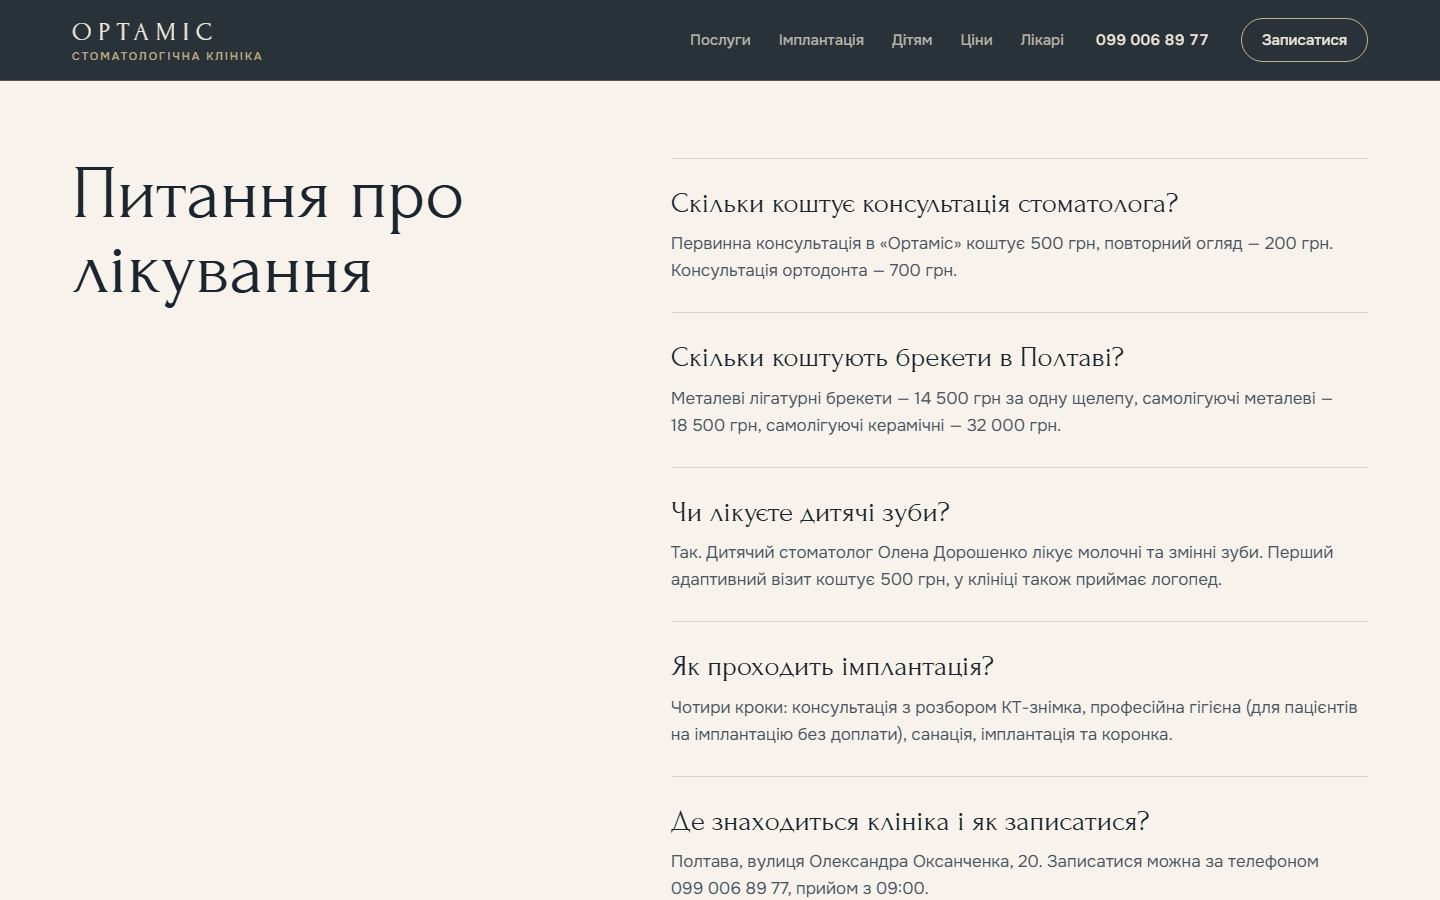 ОРТАМІС
СТОМАТОЛОГІЧНА КЛІНІКА
Послуги
Імплантація
Дітям
Ціни
Лікарі
099 006 89 77
Записатися
Питання про
лікування
Скільки коштує консультація стоматолога?
Первинна консультація в «Ортаміс» коштує 500 грн, повторний огляд — 200 грн.
Консультація ортодонта — 700 грн.
Скільки коштують брекети в Полтаві?
Металеві лігатурні брекети — 14 500 грн за одну щелепу, самолігуючі металеві —
18 500 грн, самолігуючі керамічні — 32 000 грн.
Чи лікуєте дитячі зуби?
Так. Дитячий стоматолог Олена Дорошенко лікує молочні та змінні зуби. Перший
адаптивний візит коштує 500 грн, у клініці також приймає логопед.
Як проходить імплантація?
Чотири кроки: консультація з розбором КТ-знімка, професійна гігієна (для пацієнтів
на імплантацію без доплати), санація, імплантація та коронка.
Де знаходиться клініка і як записатися?
Полтава, вулиця Олександра Оксанченка, 20. Записатися можна за телефоном
099 006 89 77, прийом з 09:00.